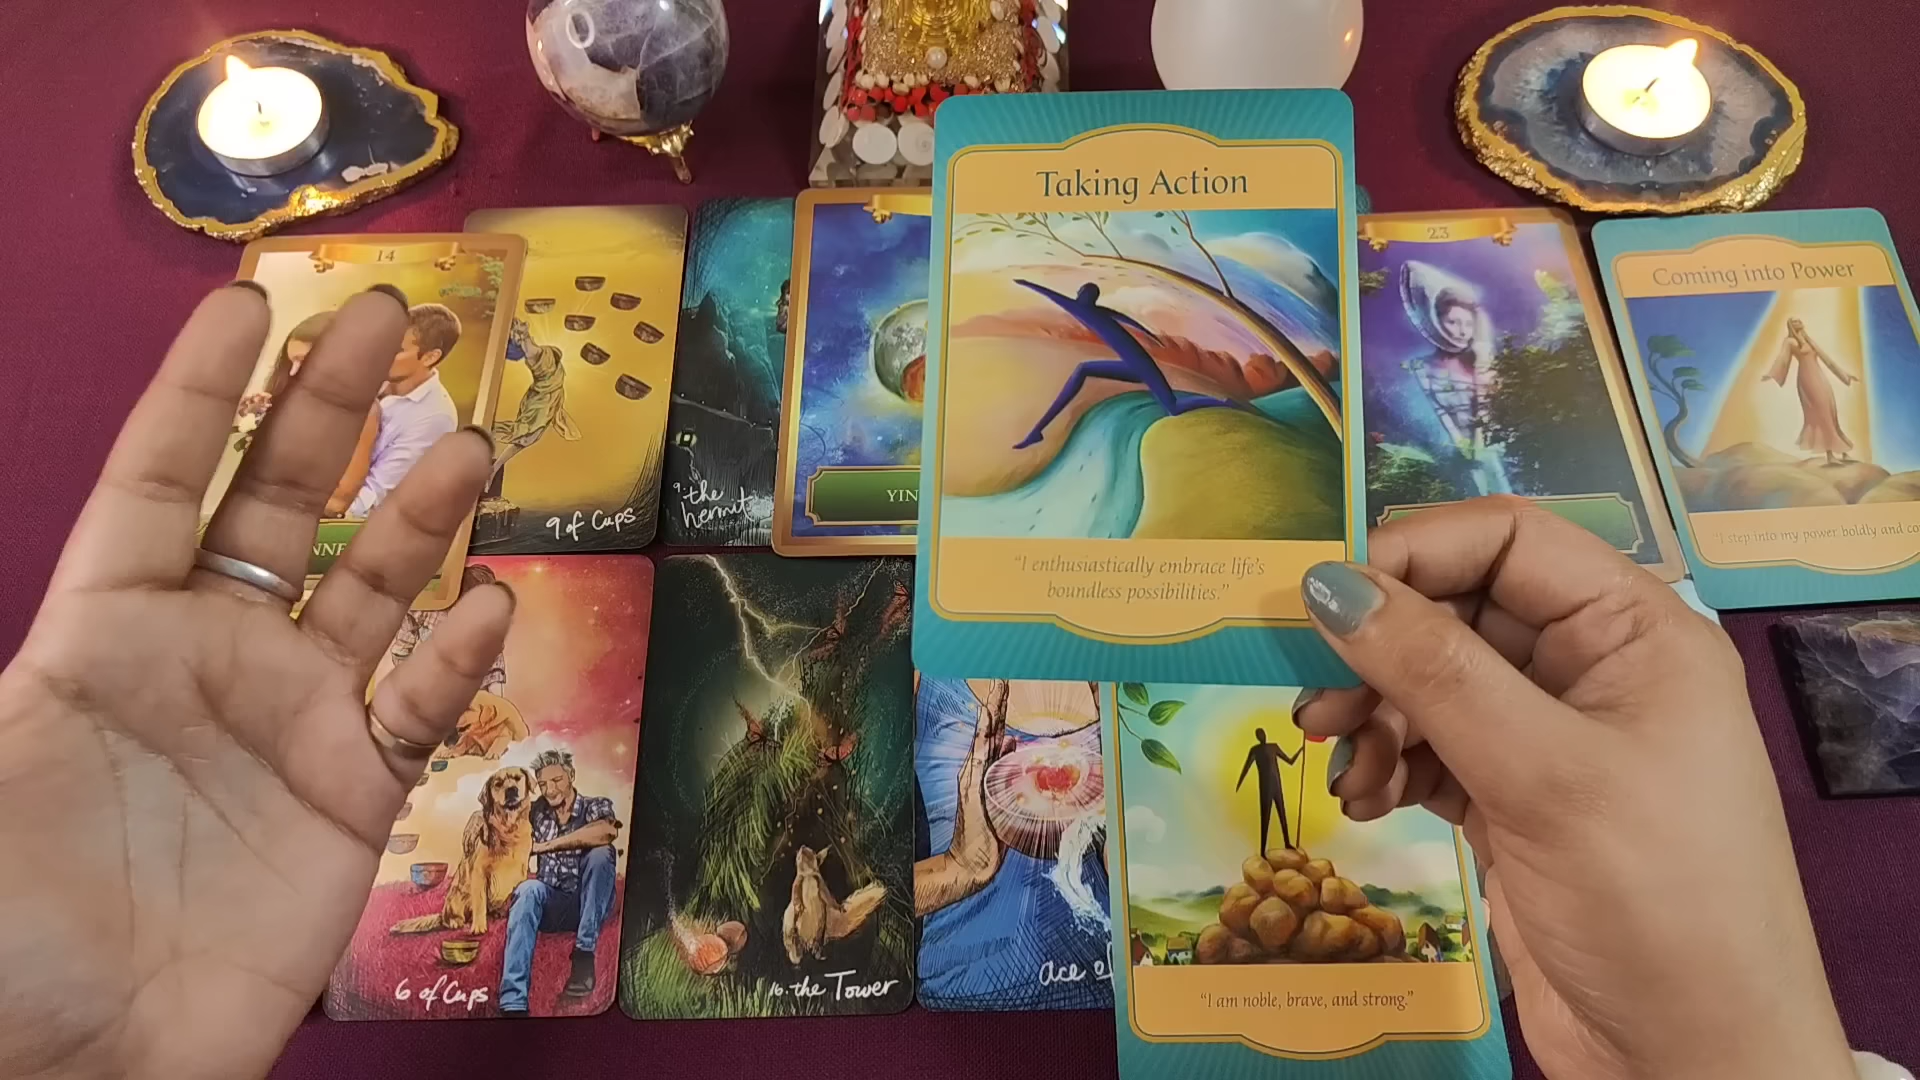 14
9 of Cups
9. the
hermit
YIN
Taking Action
"I enthusiastically embrace life's
boundless possibilities."
23
Coming into Power
"I step into my power boldly and
6 of Cups
16. the Tower
ace of
"I am noble, brave, and strong."